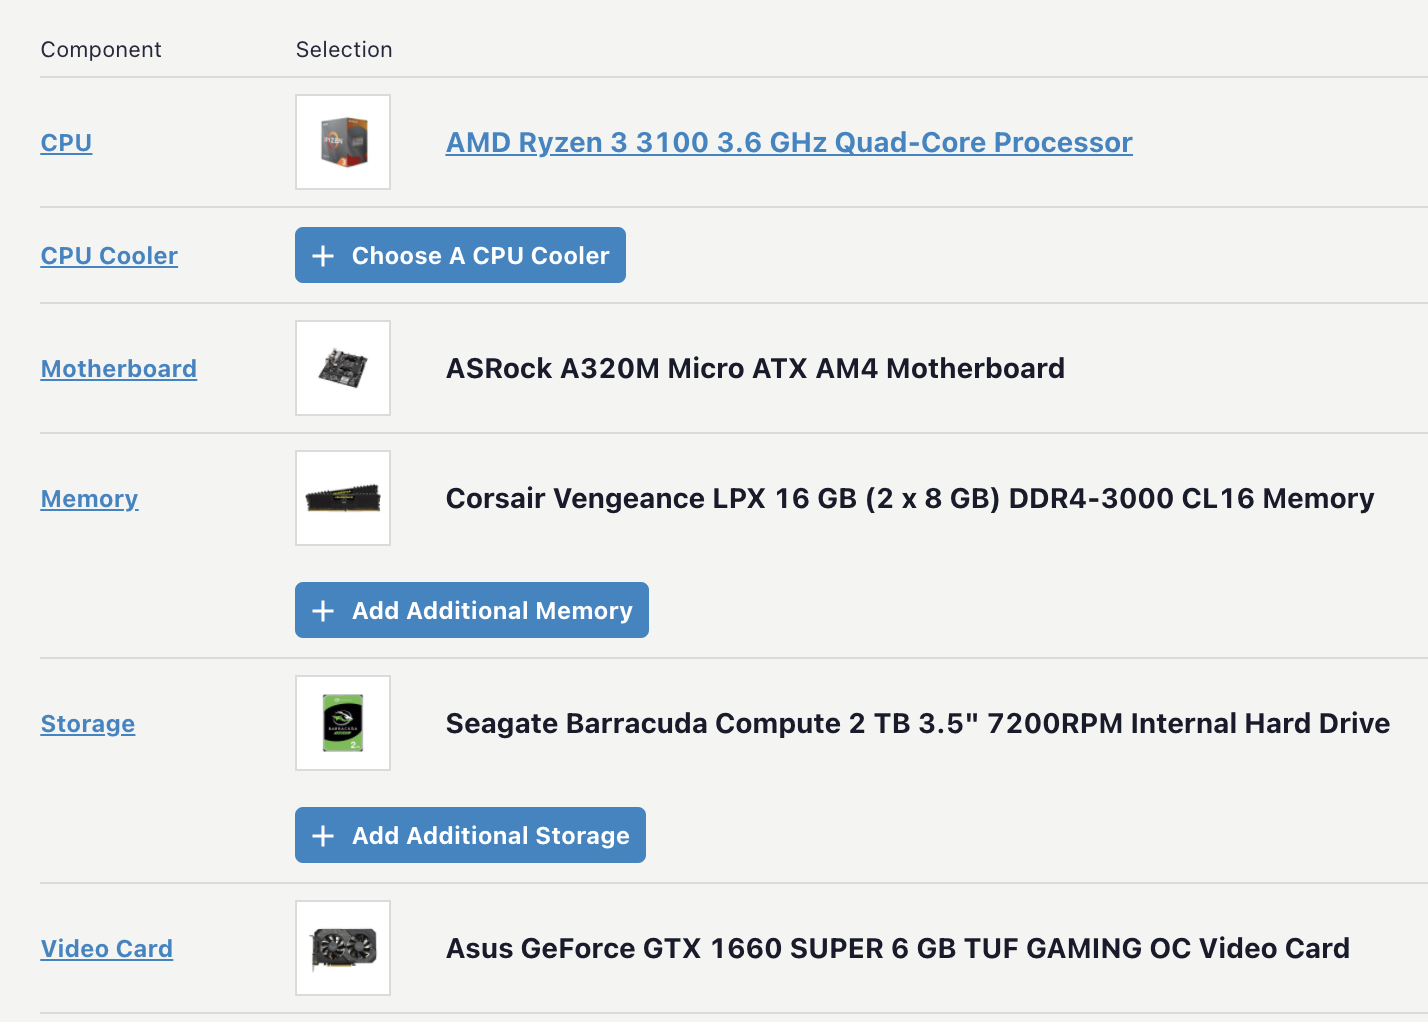 Component Selection
CPU AMD Ryzen 3 3100 3.6 GHz Quad-Core Processor
CPU Cooler + Choose A CPU Cooler
Motherboard ASRock A320M Micro ATX AM4 Motherboard
Memory Corsair Vengeance LPX 16 GB (2 x 8 GB) DDR4-3000 CL16 Memory
+ Add Additional Memory
Storage Seagate Barracuda Compute 2 TB 3.5" 7200RPM Internal Hard Drive
+ Add Additional Storage
Video Card Asus GeForce GTX 1660 SUPER 6 GB TUF GAMING OC Video Card